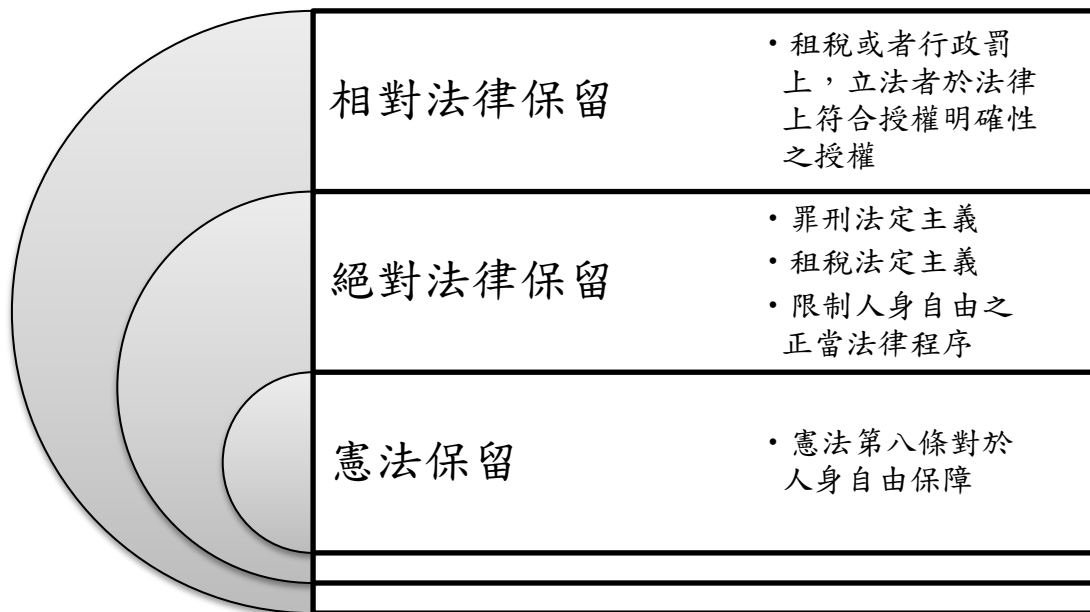 相對法律保留
• 租稅或者行政罰
上，立法者於法律
上符合授權明確性
之授權
絕對法律保留
• 罪刑法定主義
• 租稅法定主義
• 限制人身自由之
正當法律程序
憲法保留
• 憲法第八條對於
人身自由保障